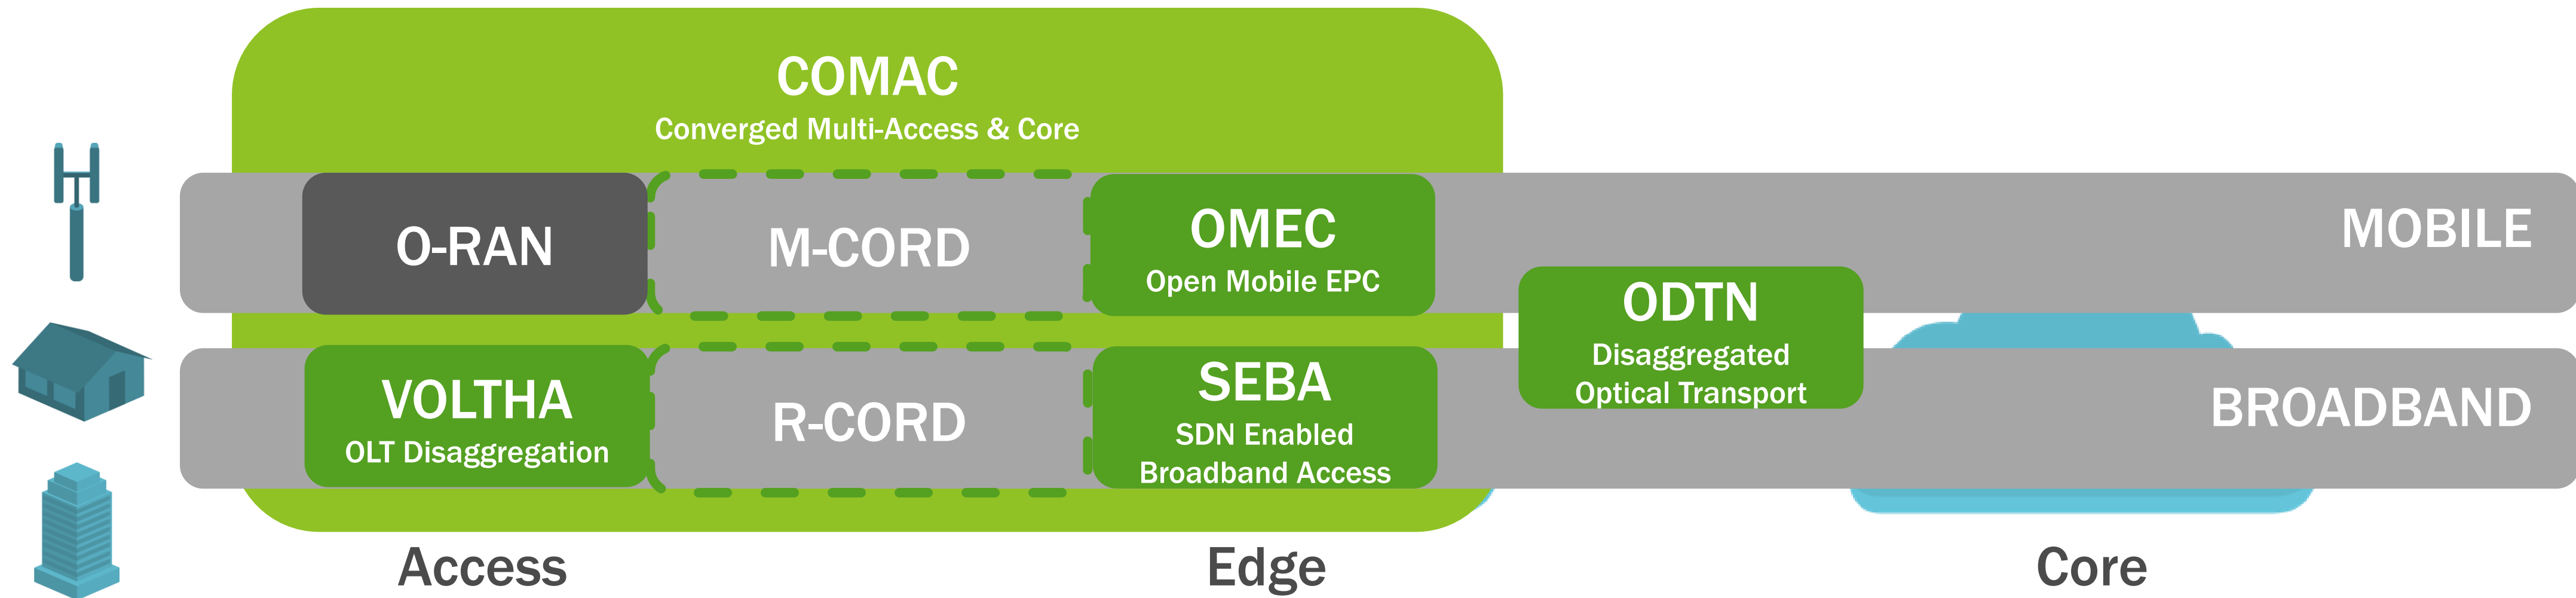 COMAC
Converged Multi-Access & Core
O-RAN
M-CORD
OMEC
Open Mobile EPC
MOBILE
ODTN
Disaggregated
Optical Transport
VOLTHA
OLT Disaggregation
R-CORD
SEBA
SDN Enabled
Broadband Access
BROADBAND
Access
Edge
Core